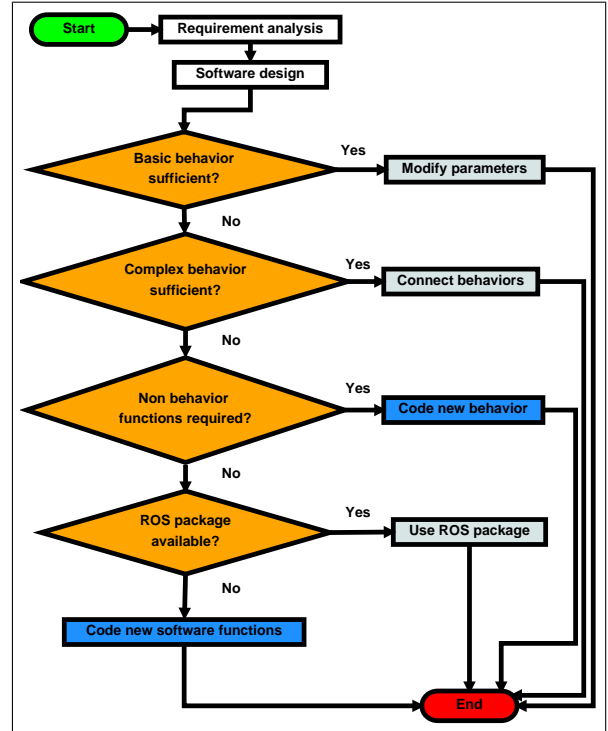 Start
Requirement analysis
Software design
Basic behavior
sufficient?
Yes
Modify parameters
No
Complex behavior
sufficient?
Yes
Connect behaviors
No
Non behavior
functions required?
Yes
Code new behavior
No
ROS package
available?
Yes
Use ROS package
No
Code new software functions
End